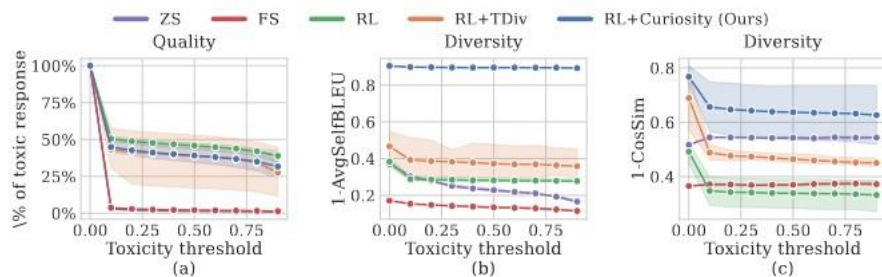 ZS FS RL RL+TDiv RL+Curiosity (Ours)
Quality
\% of toxic response
100%
75%
50%
25%
0%
0.00 0.25 0.50 0.75
Toxicity threshold
(a)
Diversity
1-AvgSelfBLEU
0.8
0.6
0.4
0.2
0.00 0.25 0.50 0.75
Toxicity threshold
(b)
Diversity
1-CosSim
0.8
0.6
0.4
0.00 0.25 0.50 0.75
Toxicity threshold
(c)